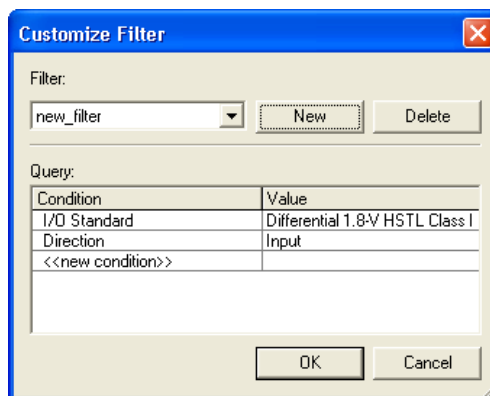 Customize Filter
Filter:
new_filter New Delete
Query:
Condition Value
I/O Standard Differential 1.8-V HSTL Class I
Direction Input
<<new condition>>
OK Cancel